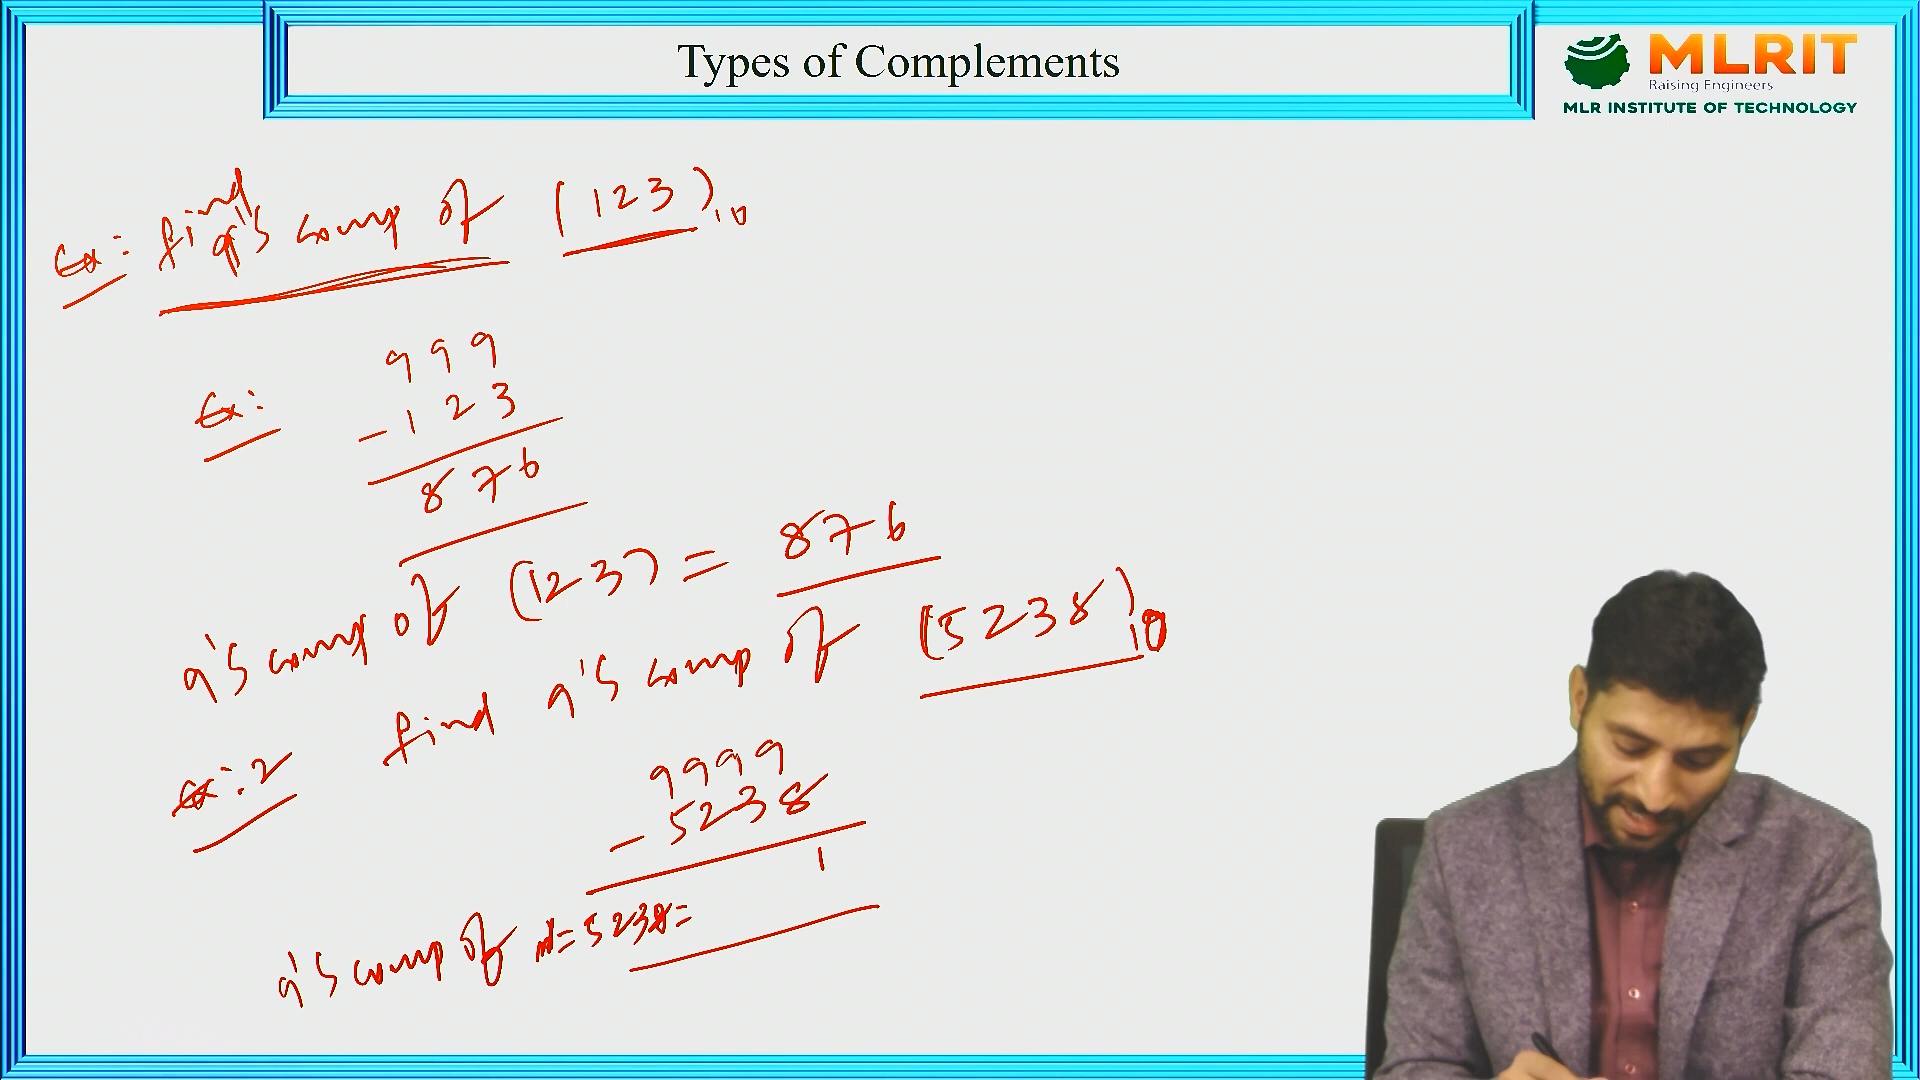 Types of Complements
MLRIT
Raising Engineers
MLR INSTITUTE OF TECHNOLOGY
Ex: find 9's comp of (123)10
Ex:
999
- 123
876
9's comp of (123) = 876
Ex:2 find 9's comp of (5238)10
9999
- 5238
1
9's comp of = 5238 =